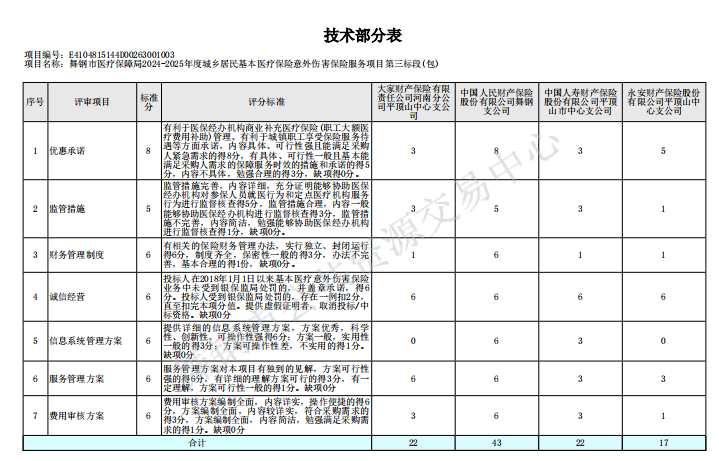 技术部分表
项目编号：E4104815144D00263001003
项目名称：舞钢市医疗保障局2024-2025年度城乡居民基本医疗保险意外伤害保险服务项目第三标段(包)
序号
评审项目
标准
分
评分标准
大家财产保险有限
责任公司河南分公
司平顶山中心支公
司
中国人民财产保险
股份有限公司舞钢
支公司
中国人寿财产保险
股份有限公司平顶
山市中心支公司
永安财产保险股份
有限公司平顶山中
心支公司
1
优惠承诺
8
有利于医保经办机构商业补充医疗保险(职工大额医
疗费用补助)管理、有利于城镇职工享受保险服务待
遇等方面承诺，内容具体、可行性强且能满足采购
人紧急需求的得8分，有具体、可行性一般且基本能
满足采购人需求的保障服务时效的措施和承诺的得5
分，内容不具体，勉强合理的得3分，缺项得0分。
3
8
3
5
2
监管措施
5
监管措施完善，内容详细，充分证明能够协助医保
经办机构对参保人员就医行为和定点医疗机构服务
行为进行监督核查得5分，监管措施合理，内容一般
能够协助医保经办机构进行监督核查得3分，监管措
施不完善，内容简洁，勉强能够协助医保经办机构
进行监督核查得1分，缺项0分。
3
5
3
1
3
财务管理制度
6
有相关的保险财务管理办法，实行独立、封闭运行
得6分，制度齐全，保密性一般的得3分，办法不完
善，基本合理的得1份，缺项0分。
1
6
1
1
4
诚信经营
6
投标人在2018年1月1日以来基本医疗意外伤害保险
业务中未受到银保监局处罚的，并盖章承诺，得6
分。投标人受到银保监局处罚的，存在一例扣2分，
直至扣完本项分值。提供虚假证明者，取消投标/中
标资格。缺项0分
6
6
6
6
5
信息系统管理方案
6
提供详细的信息系统管理方案，方案优秀，科学
性、创新性、可操作性强得6分；方案一般，实用性
一般的得3分；方案可操作性差，不实用的得1分。
缺项0分
0
6
3
0
6
服务管理方案
6
服务管理方案对本项目有独到的见解，方案可行性
强的得6分，有详细的理解方案可行的得3分，有一
定理解，方案可行性一般的得1分。缺项0分
6
6
3
3
7
费用审核方案
6
费用审核方案编制全面，内容详实，操作便捷的得6
分，方案编制全面，内容较详实，符合采购需求的
得3分，方案编制全面，内容简洁，勉强满足采购需
求的得1分。缺项0分
3
6
3
1
合计
22
43
22
17